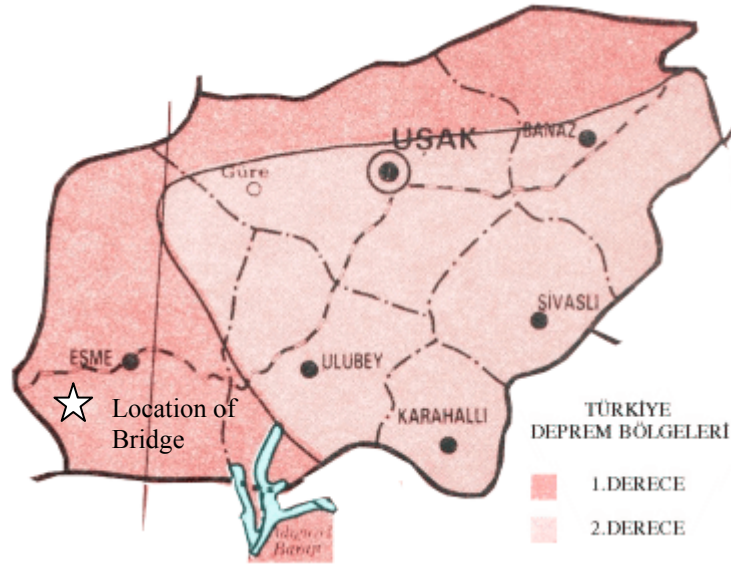 UŞAK
BANAZ
Güre
SİVASLI
EŞME
ULUBEY
Location of
Bridge
KARAHALLI
TÜRKİYE
DEPREM BÖLGELERİ
1.DERECE
2.DERECE
Barajı